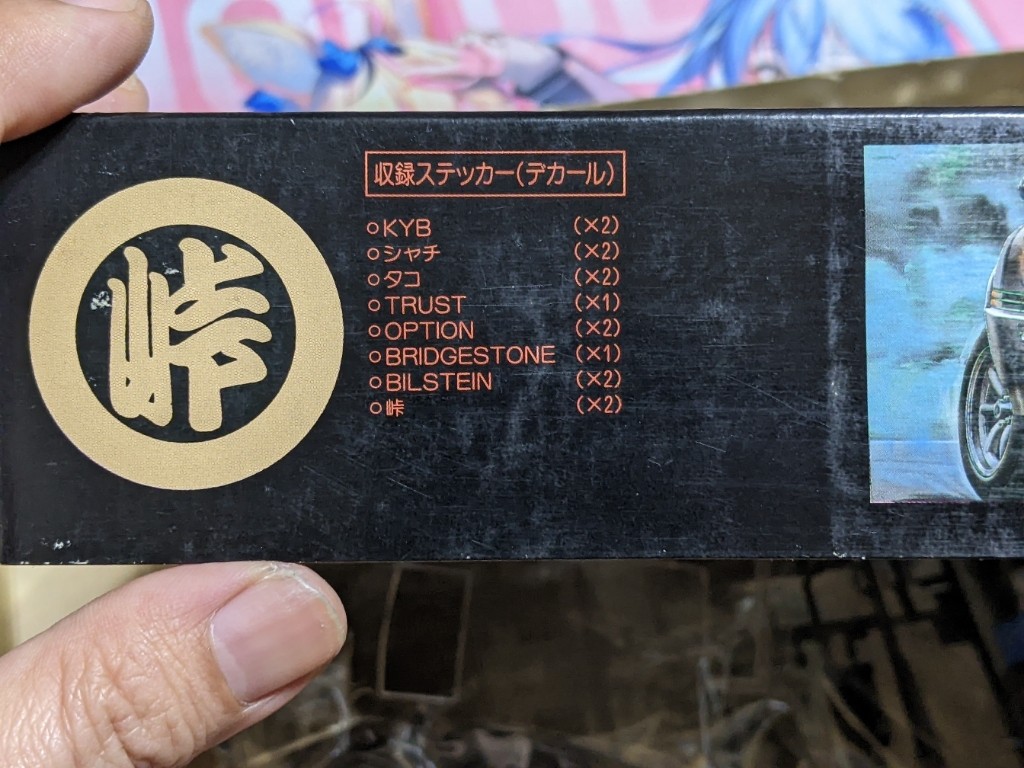 峠
収録ステッカー(デカール)
○KYB (×2)
○シャチ (×2)
○タコ (×2)
○TRUST (×1)
○OPTION (×2)
○BRIDGESTONE (×1)
○BILSTEIN (×2)
○峠 (×2)